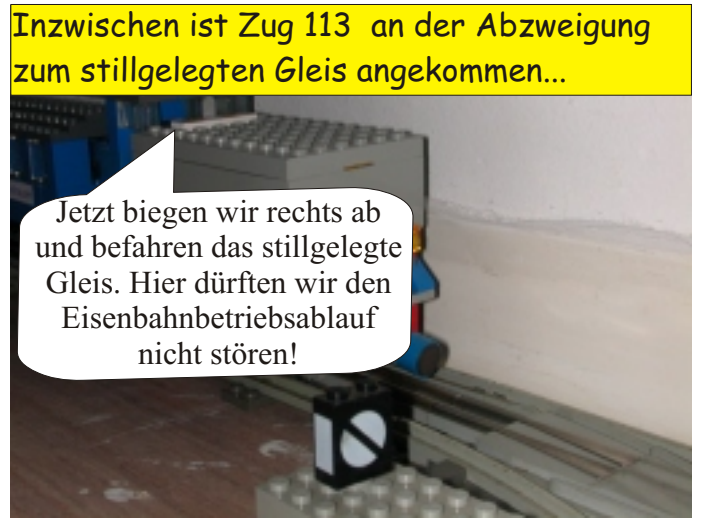 Inzwischen ist Zug 113 an der Abzweigung
zum stillgelegten Gleis angekommen...
Jetzt biegen wir rechts ab
und befahren das stillgelegte
Gleis. Hier dürften wir den
Eisenbahnbetriebsablauf
nicht stören!